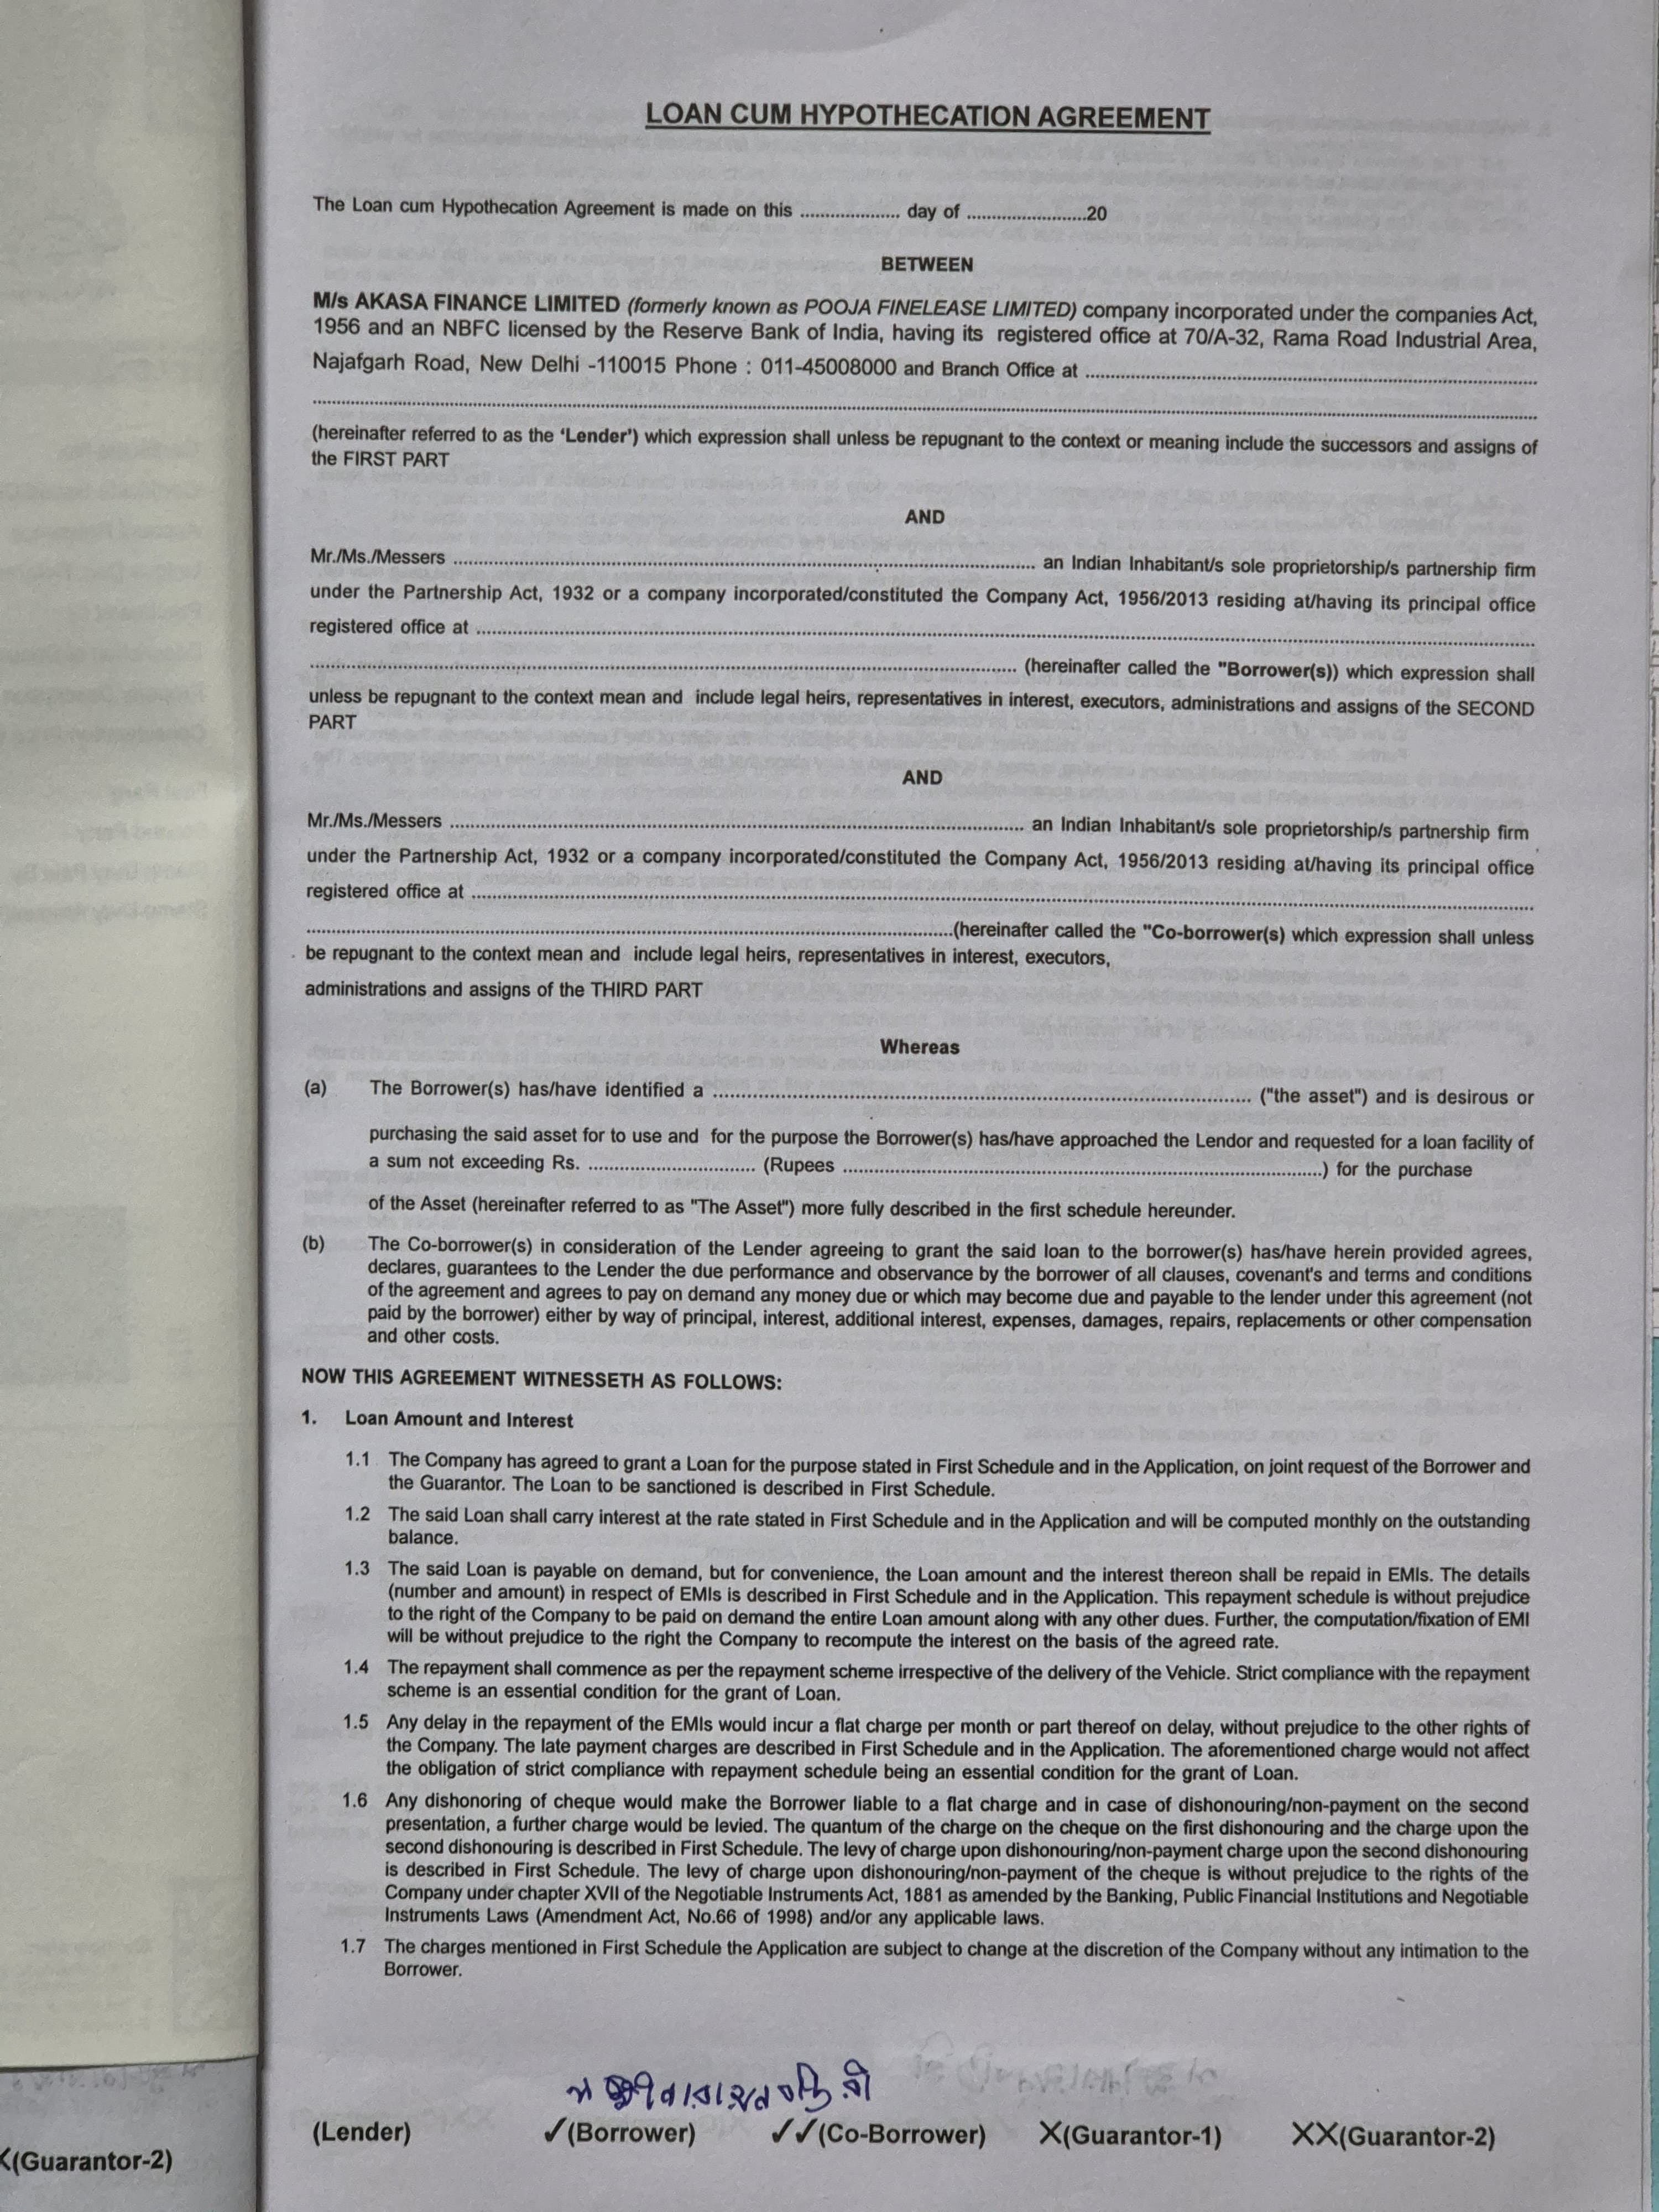 LOAN CUM HYPOTHECATION AGREEMENT
The Loan cum Hypothecation Agreement is made on this .................... day of ........................20
BETWEEN
M/s AKASA FINANCE LIMITED (formerly known as POOJA FINELEASE LIMITED) company incorporated under the companies Act,
1956 and an NBFC licensed by the Reserve Bank of India, having its registered office at 70/A-32, Rama Road Industrial Area,
Najafgarh Road, New Delhi -110015 Phone : 011-45008000 and Branch Office at ....................
....................
(hereinafter referred to as the 'Lender') which expression shall unless be repugnant to the context or meaning include the successors and assigns of
the FIRST PART
AND
Mr./Ms./Messers .................... an Indian Inhabitant/s sole proprietorship/s partnership firm
under the Partnership Act, 1932 or a company incorporated/constituted the Company Act, 1956/2013 residing at/having its principal office
registered office at ....................
.................... (hereinafter called the "Borrower(s)) which expression shall
unless be repugnant to the context mean and include legal heirs, representatives in interest, executors, administrations and assigns of the SECOND
PART
AND
Mr./Ms./Messers .................... an Indian Inhabitant/s sole proprietorship/s partnership firm
under the Partnership Act, 1932 or a company incorporated/constituted the Company Act, 1956/2013 residing at/having its principal office
registered office at ....................
....................(hereinafter called the "Co-borrower(s) which expression shall unless
be repugnant to the context mean and include legal heirs, representatives in interest, executors,
administrations and assigns of the THIRD PART
Whereas
(a) The Borrower(s) has/have identified a .................... ("the asset") and is desirous or
purchasing the said asset for to use and for the purpose the Borrower(s) has/have approached the Lendor and requested for a loan facility of
a sum not exceeding Rs. .................... (Rupees ....................) for the purchase
of the Asset (hereinafter referred to as "The Asset") more fully described in the first schedule hereunder.
(b) The Co-borrower(s) in consideration of the Lender agreeing to grant the said loan to the borrower(s) has/have herein provided agrees,
declares, guarantees to the Lender the due performance and observance by the borrower of all clauses, covenant's and terms and conditions
of the agreement and agrees to pay on demand any money due or which may become due and payable to the lender under this agreement (not
paid by the borrower) either by way of principal, interest, additional interest, expenses, damages, repairs, replacements or other compensation
and other costs.
NOW THIS AGREEMENT WITNESSETH AS FOLLOWS:
1. Loan Amount and Interest
1.1 The Company has agreed to grant a Loan for the purpose stated in First Schedule and in the Application, on joint request of the Borrower and
the Guarantor. The Loan to be sanctioned is described in First Schedule.
1.2 The said Loan shall carry interest at the rate stated in First Schedule and in the Application and will be computed monthly on the outstanding
balance.
1.3 The said Loan is payable on demand, but for convenience, the Loan amount and the interest thereon shall be repaid in EMIs. The details
(number and amount) in respect of EMIs is described in First Schedule and in the Application. This repayment schedule is without prejudice
to the right of the Company to be paid on demand the entire Loan amount along with any other dues. Further, the computation/fixation of EMI
will be without prejudice to the right the Company to recompute the interest on the basis of the agreed rate.
1.4 The repayment shall commence as per the repayment scheme irrespective of the delivery of the Vehicle. Strict compliance with the repayment
scheme is an essential condition for the grant of Loan.
1.5 Any delay in the repayment of the EMIs would incur a flat charge per month or part thereof on delay, without prejudice to the other rights of
the Company. The late payment charges are described in First Schedule and in the Application. The aforementioned charge would not affect
the obligation of strict compliance with repayment schedule being an essential condition for the grant of Loan.
1.6 Any dishonoring of cheque would make the Borrower liable to a flat charge and in case of dishonouring/non-payment on the second
presentation, a further charge would be levied. The quantum of the charge on the cheque on the first dishonouring and the charge upon the
second dishonouring is described in First Schedule. The levy of charge upon dishonouring/non-payment charge upon the second dishonouring
is described in First Schedule. The levy of charge upon dishonouring/non-payment of the cheque is without prejudice to the rights of the
Company under chapter XVII of the Negotiable Instruments Act, 1881 as amended by the Banking, Public Financial Institutions and Negotiable
Instruments Laws (Amendment Act, No.66 of 1998) and/or any applicable laws.
1.7 The charges mentioned in First Schedule the Application are subject to change at the discretion of the Company without any intimation to the
Borrower.
(Lender) ✓(Borrower) ✓✓(Co-Borrower) X(Guarantor-1) XX(Guarantor-2)
X(Guarantor-2)